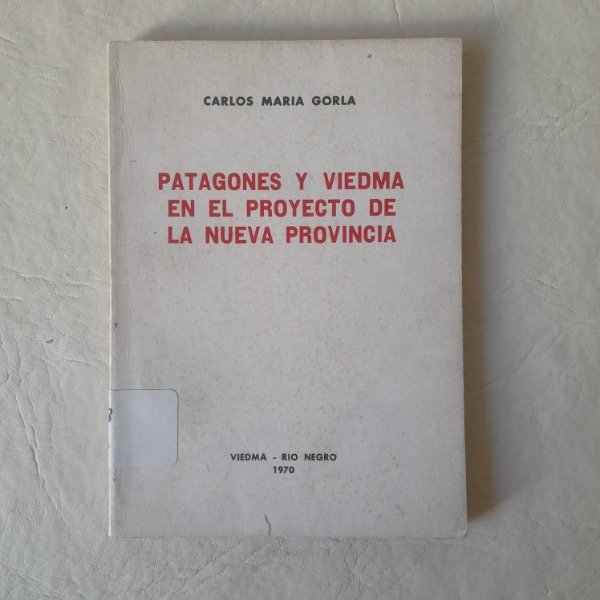 CARLOS MARIA GORLA
PATAGONES Y VIEDMA
EN EL PROYECTO DE
LA NUEVA PROVINCIA
VIEDMA - RIO NEGRO
1970